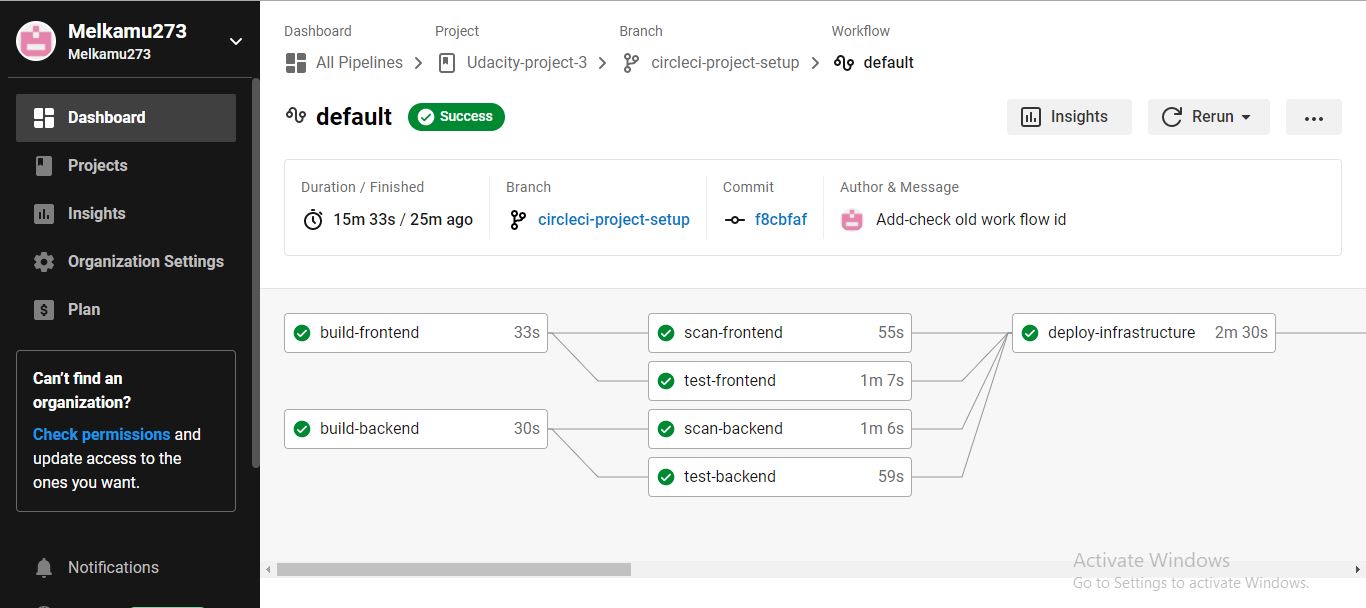 Melkamu273
Melkamu273
Dashboard
Projects
Insights
Organization Settings
Plan
Can't find an
organization?
Check permissions and
update access to the
ones you want.
Notifications
Dashboard
Project
Branch
Workflow
All Pipelines
Udacity-project-3
circleci-project-setup
default
default
Success
Insights
Rerun
Duration / Finished
Branch
Commit
Author & Message
15m 33s / 25m ago
circleci-project-setup
f8cbfaf
Add-check old work flow id
build-frontend 33s
scan-frontend 55s
deploy-infrastructure 2m 30s
test-frontend 1m 7s
build-backend 30s
scan-backend 1m 6s
test-backend 59s
Activate Windows
Go to Settings to activate Windows.